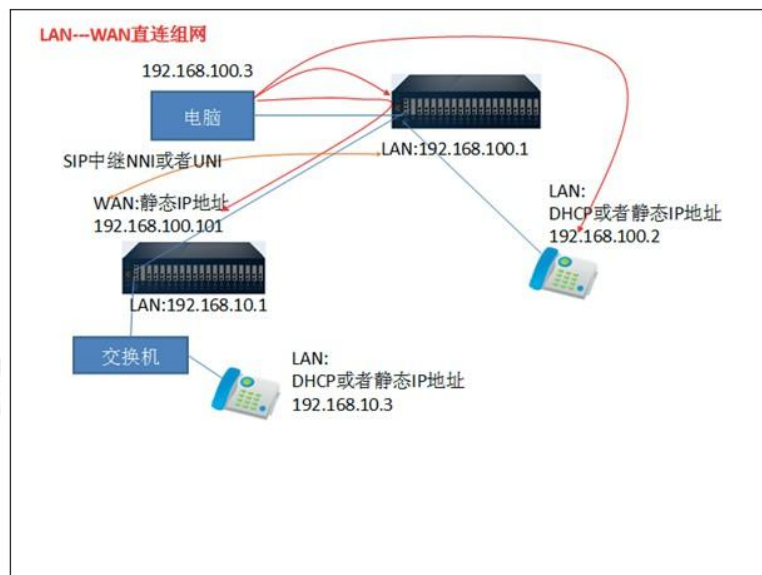 LAN---WAN直连组网
192.168.100.3
电脑
LAN:192.168.100.1
SIP中继NNI或者UNI
WAN:静态IP地址
192.168.100.101
LAN:
DHCP或者静态IP地址
192.168.100.2
LAN:192.168.10.1
交换机
LAN:
DHCP或者静态IP地址
192.168.10.3